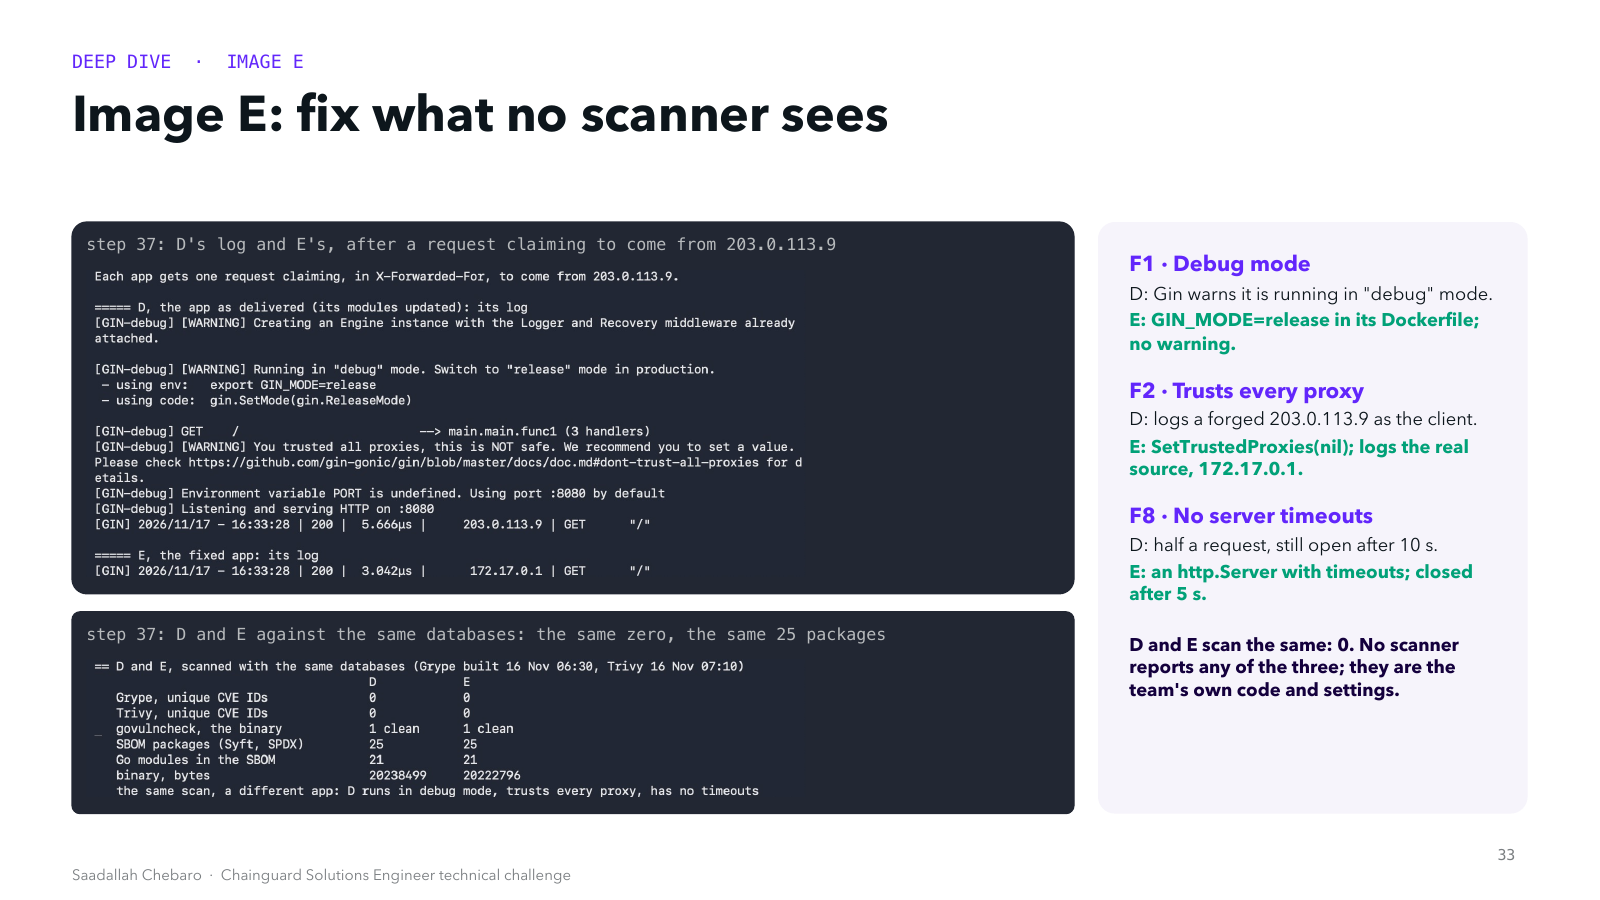 DEEP DIVE · IMAGE E
Image E: fix what no scanner sees
step 37: D's log and E's, after a request claiming to come from 203.0.113.9
Each app gets one request claiming, in X-Forwarded-For, to come from 203.0.113.9.
===== D, the app as delivered (its modules updated): its log
[GIN-debug] [WARNING] Creating an Engine instance with the Logger and Recovery middleware already
attached.
[GIN-debug] [WARNING] Running in "debug" mode. Switch to "release" mode in production.
- using env:   export GIN_MODE=release
- using code:  gin.SetMode(gin.ReleaseMode)
[GIN-debug] GET    /                         --> main.main.func1 (3 handlers)
[GIN-debug] [WARNING] You trusted all proxies, this is NOT safe. We recommend you to set a value.
Please check https://github.com/gin-gonic/gin/blob/master/docs/doc.md#dont-trust-all-proxies for d
etails.
[GIN-debug] Environment variable PORT is undefined. Using port :8080 by default
[GIN-debug] Listening and serving HTTP on :8080
[GIN] 2026/11/17 - 16:33:28 | 200 |  5.666µs |     203.0.113.9 | GET      "/"
===== E, the fixed app: its log
[GIN] 2026/11/17 - 16:33:28 | 200 |  3.042µs |      172.17.0.1 | GET      "/"
step 37: D and E against the same databases: the same zero, the same 25 packages
== D and E, scanned with the same databases (Grype built 16 Nov 06:30, Trivy 16 Nov 07:10)
D            E
Grype, unique CVE IDs              0            0
Trivy, unique CVE IDs              0            0
_  govulncheck, the binary            1 clean      1 clean
SBOM packages (Syft, SPDX)         25           25
Go modules in the SBOM             21           21
binary, bytes                      20238499     20222796
the same scan, a different app: D runs in debug mode, trusts every proxy, has no timeouts
F1 · Debug mode
D: Gin warns it is running in "debug" mode.
E: GIN_MODE=release in its Dockerfile;
no warning.
F2 · Trusts every proxy
D: logs a forged 203.0.113.9 as the client.
E: SetTrustedProxies(nil); logs the real
source, 172.17.0.1.
F8 · No server timeouts
D: half a request, still open after 10 s.
E: an http.Server with timeouts; closed
after 5 s.
D and E scan the same: 0. No scanner
reports any of the three; they are the
team's own code and settings.
33
Saadallah Chebaro · Chainguard Solutions Engineer technical challenge